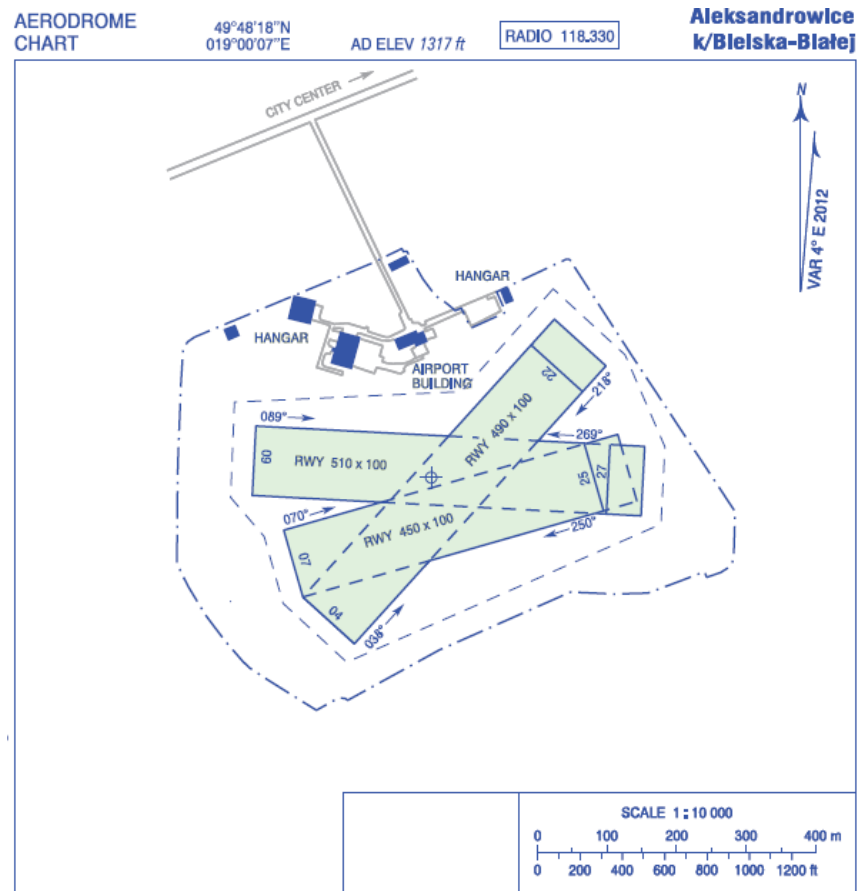 AERODROME
CHART
49°48'18"N
019°00'07"E
AD ELEV 1317 ft
RADIO 118.330
Aleksandrowice
k/Bielska-Białej
CITY CENTER
N
VAR 4° E 2012
HANGAR
HANGAR
AIRPORT
BUILDING
22
218°
089°
269°
09
RWY 510 x 100
RWY 490 x 100
25
27
070°
RWY 450 x 100
250°
07
04
038°
SCALE 1 : 10 000
0 100 200 300 400 m
0 200 400 600 800 1000 1200 ft